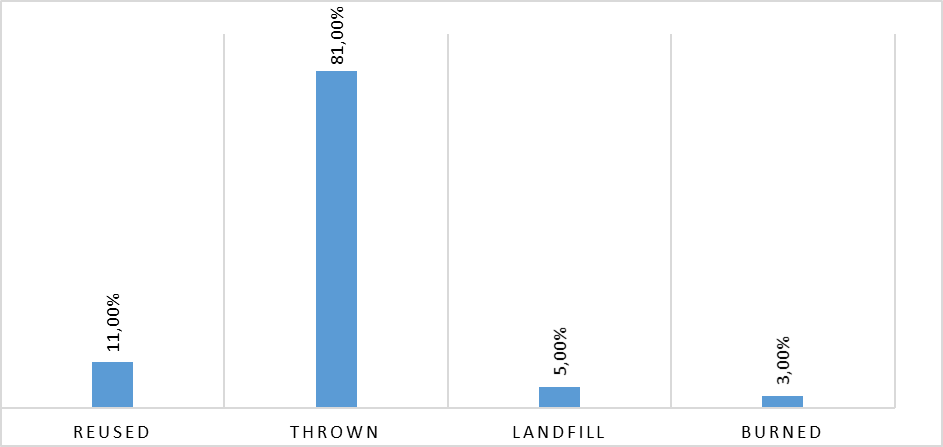 11,00%
81,00%
5,00%
3,00%
REUSED
THROWN
LANDFILL
BURNED